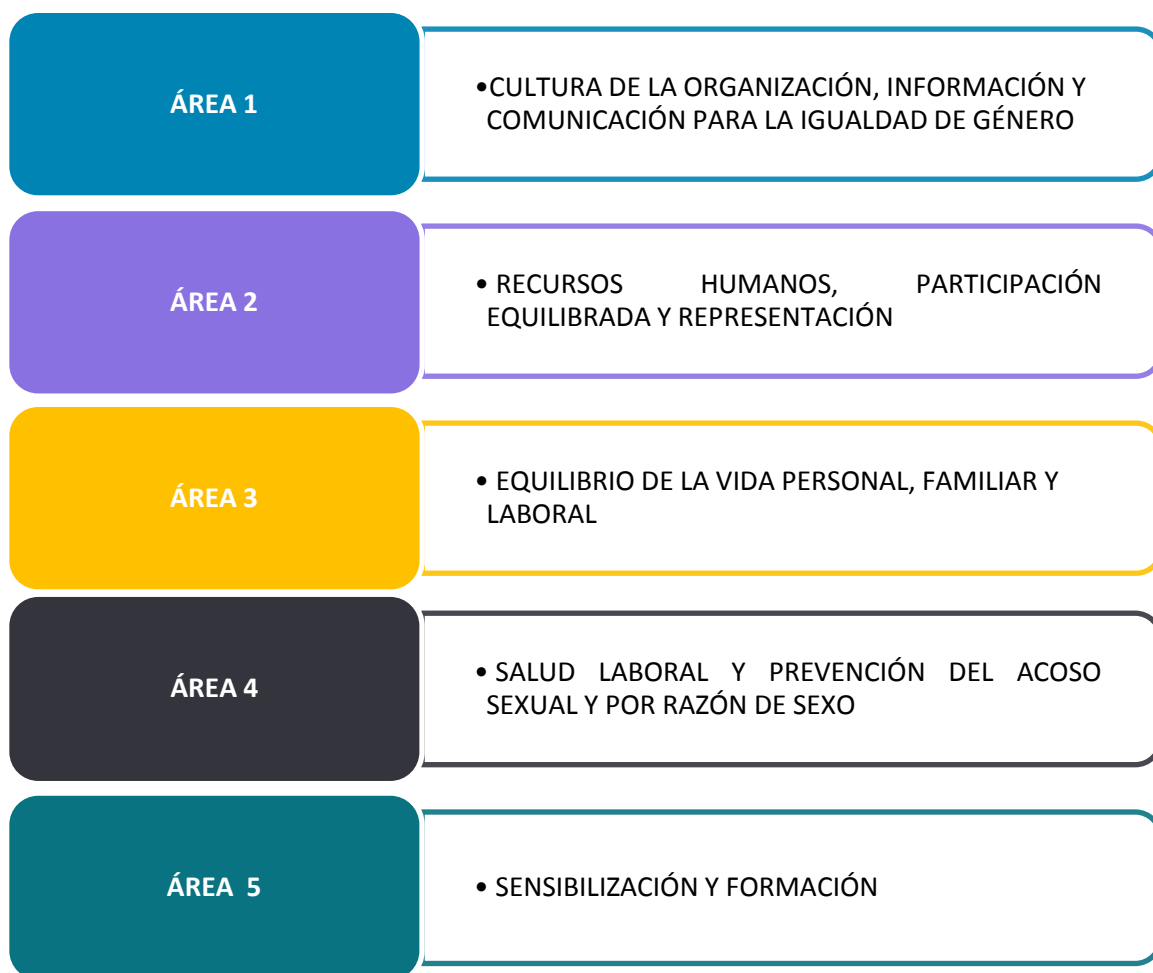 ÁREA 1
•CULTURA DE LA ORGANIZACIÓN, INFORMACIÓN Y
COMUNICACIÓN PARA LA IGUALDAD DE GÉNERO
ÁREA 2
• RECURSOS HUMANOS, PARTICIPACIÓN
EQUILIBRADA Y REPRESENTACIÓN
ÁREA 3
• EQUILIBRIO DE LA VIDA PERSONAL, FAMILIAR Y
LABORAL
ÁREA 4
• SALUD LABORAL Y PREVENCIÓN DEL ACOSO
SEXUAL Y POR RAZÓN DE SEXO
ÁREA 5
• SENSIBILIZACIÓN Y FORMACIÓN